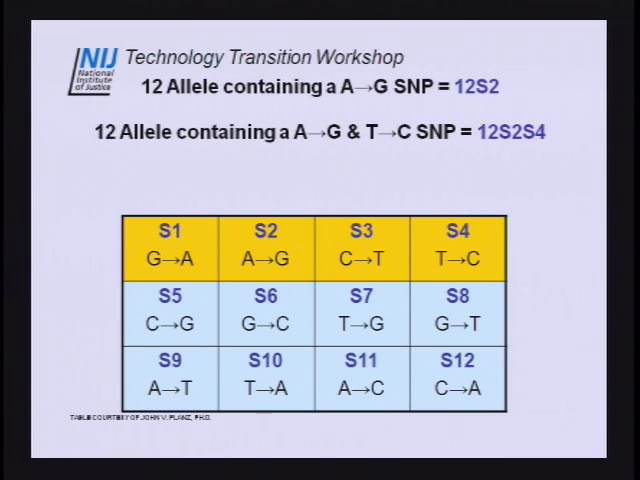 NIJ
National
Institute
of Justice
Technology Transition Workshop
12 Allele containing a A→G SNP = 12S2
12 Allele containing a A→G & T→C SNP = 12S2S4
S1 S2 S3 S4
G→A A→G C→T T→C
S5 S6 S7 S8
C→G G→C T→G G→T
S9 S10 S11 S12
A→T T→A A→C C→A
TABLE COURTESY OF JOHN V. PLANZ, PH.D.